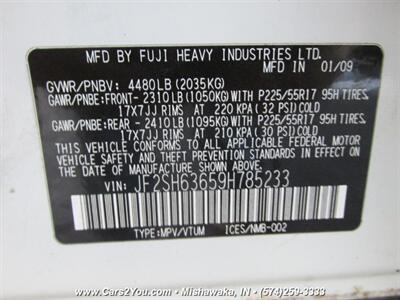 MFD BY FUJI HEAVY INDUSTRIES LTD.
MFD IN 01/09
GVWR/PNBV: 4480LB (2035KG)
GAWR/PNBE:FRONT- 2310LB(1050KG)WITH P225/55R17 95H TIRES.
17X7JJ RIMS AT 220 KPA (32 PSI)COLD
GAWR/PNBE:REAR - 2410LB(1095KG)WITH P225/55R17 95H TIRES.
17X7JJ RIMS AT 210 KPA (30 PSI)COLD
THIS VEHICLE CONFORMS TO ALL APPLICABLE FEDERAL MOTOR
VEHICLE SAFETY
STANDARDS IN EFFECT ON THE DATE OF MANUFACTURE SHOWN ABOVE.
VIN: JF2SH63659H785233
TYPE:MPV/VTUM ICES/NMB-002
www.Cars2You.com - Mishawaka, IN - (574)259-3333